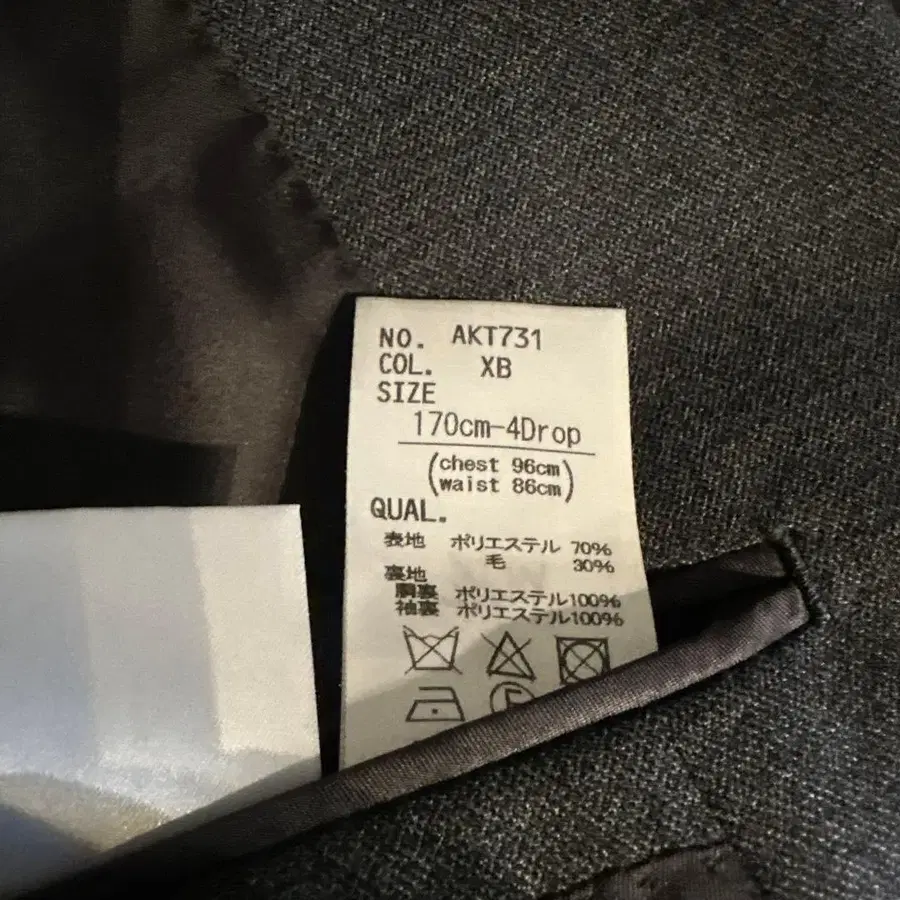 NO. AKT731
COL. XB
SIZE
170cm-4Drop
(chest 96cm
waist 86cm)
QUAL.
表地 ポリエステル 70%
毛 30%
裏地
胴裏 ポリエステル100%
袖裏 ポリエステル100%